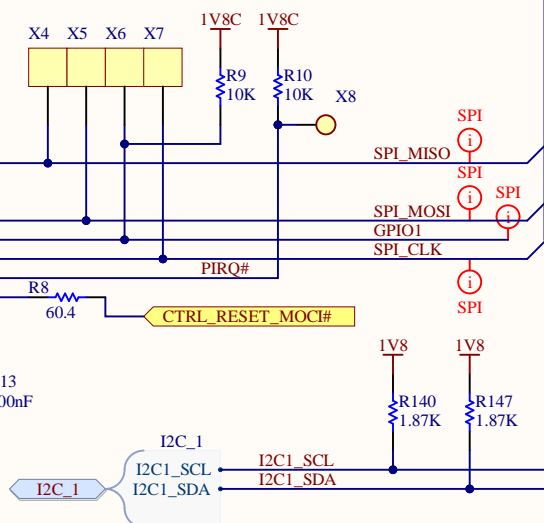 1V8C 1V8C
X4 X5 X6 X7
R9 R10
10K 10K
X8
SPI
SPI_MISO
SPI
SPI
SPI_MOSI
GPIO1
SPI_CLK
PIRQ#
R8
60.4
SPI
CTRL_RESET_MOCI#
1V8 1V8
13
00nF
R140 R147
1.87K 1.87K
I2C_1
I2C1_SCL I2C1_SCL
I2C_1
I2C1_SDA I2C1_SDA